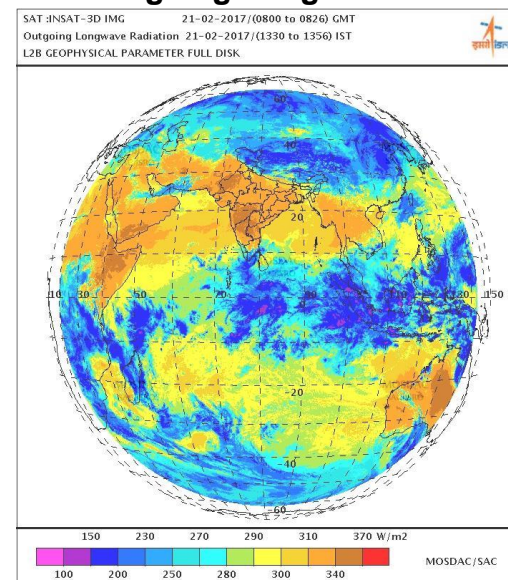 SAT :INSAT-3D IMG 21-02-2017/(0800 to 0826) GMT
Outgoing Longwave Radiation 21-02-2017/(1330 to 1356) IST
L2B GEOPHYSICAL PARAMETER FULL DISK
60
40
20
10 30 50 150
-20
-40
-60
150 230 270 290 310 370 W/m2
100 200 250 280 300 340
MOSDAC/SAC